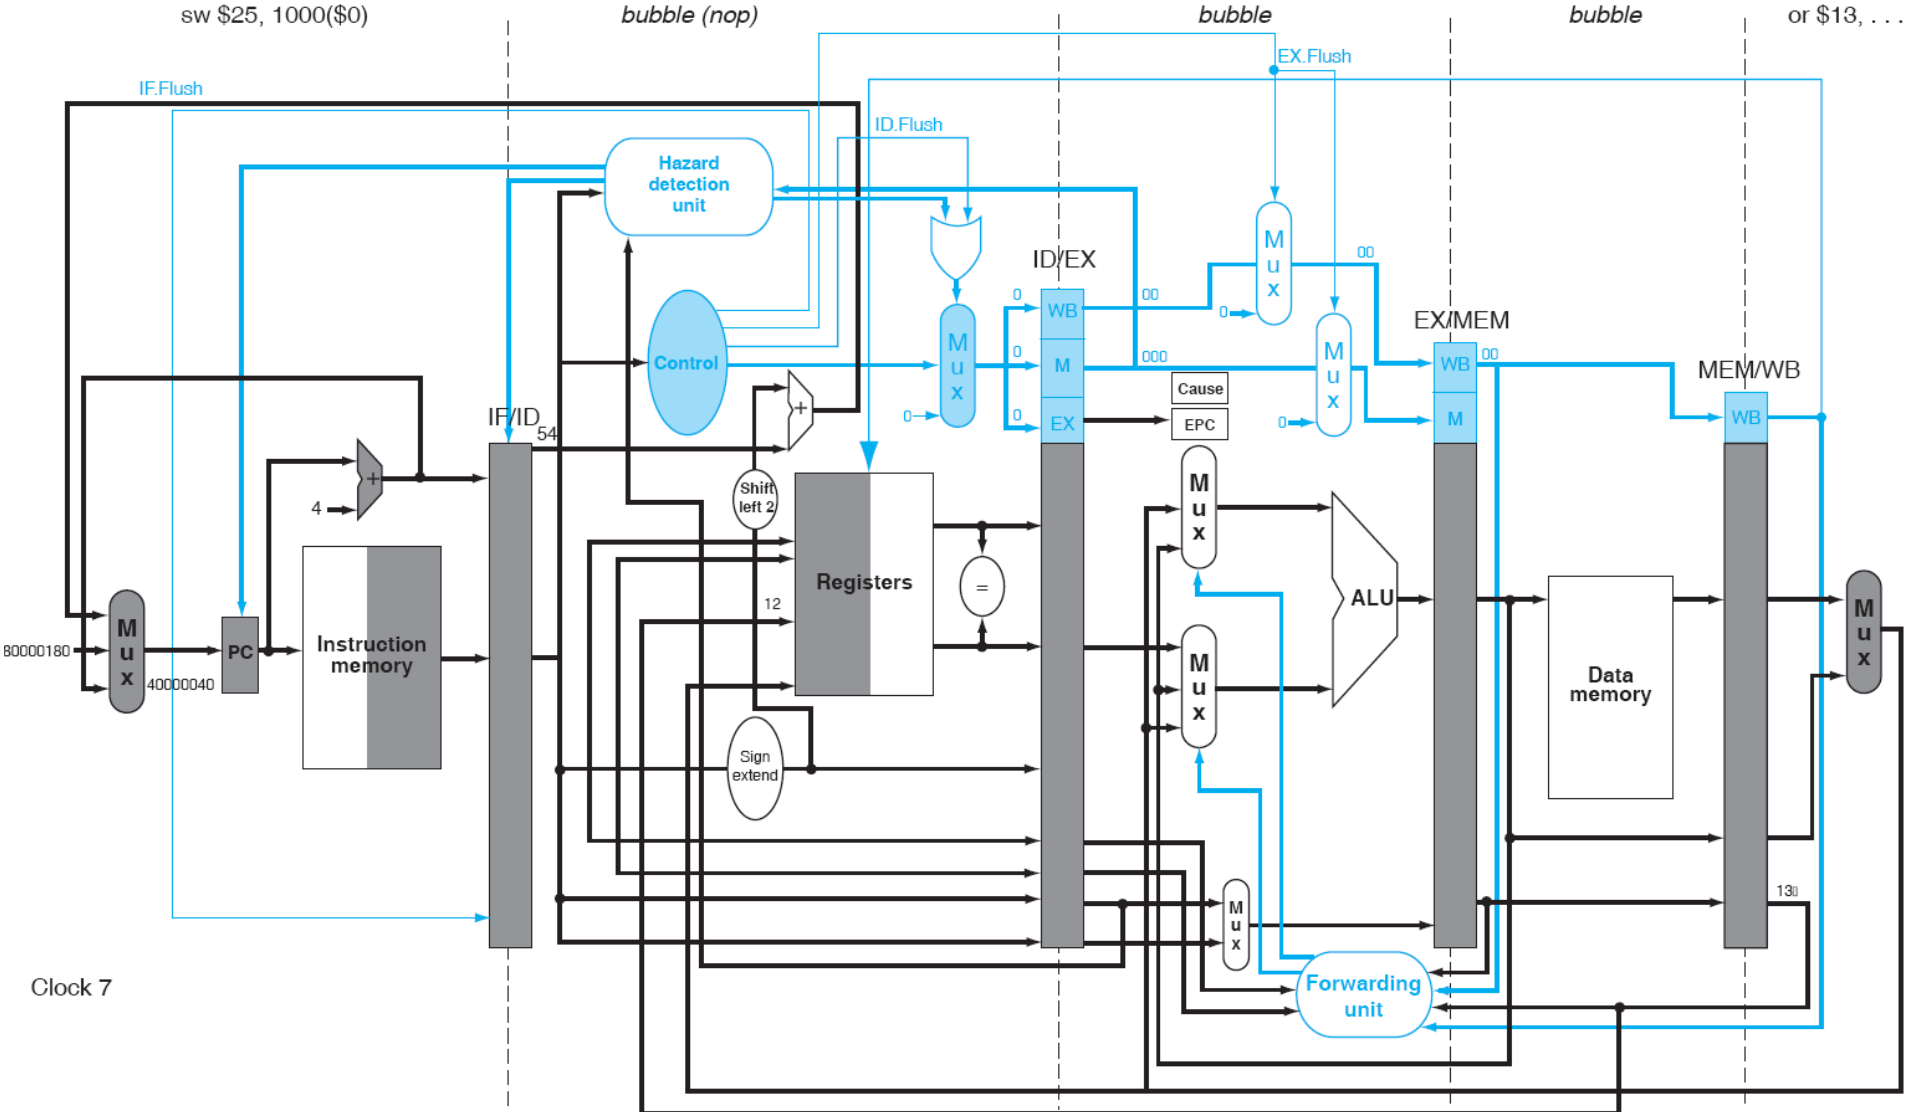 sw $25, 1000($0)
bubble (nop)
bubble
bubble
or $13, . . .
EX.Flush
IF.Flush
ID.Flush
Hazard
detection
unit
M
u
x
00
ID/EX
0
WB
00
0
EX/MEM
Control
M
u
x
0
M
000
M
u
x
WB
00
MEM/WB
Cause
WB
0
0
EX
EPC
0
M
IF/ID
54
+
+
4
Shift
left 2
M
u
x
Registers
=
ALU
12
M
u
x
80000180
PC
40000040
Instruction
memory
M
u
x
Data
memory
M
u
x
Sign
extend
13
M
u
x
Clock 7
Forwarding
unit